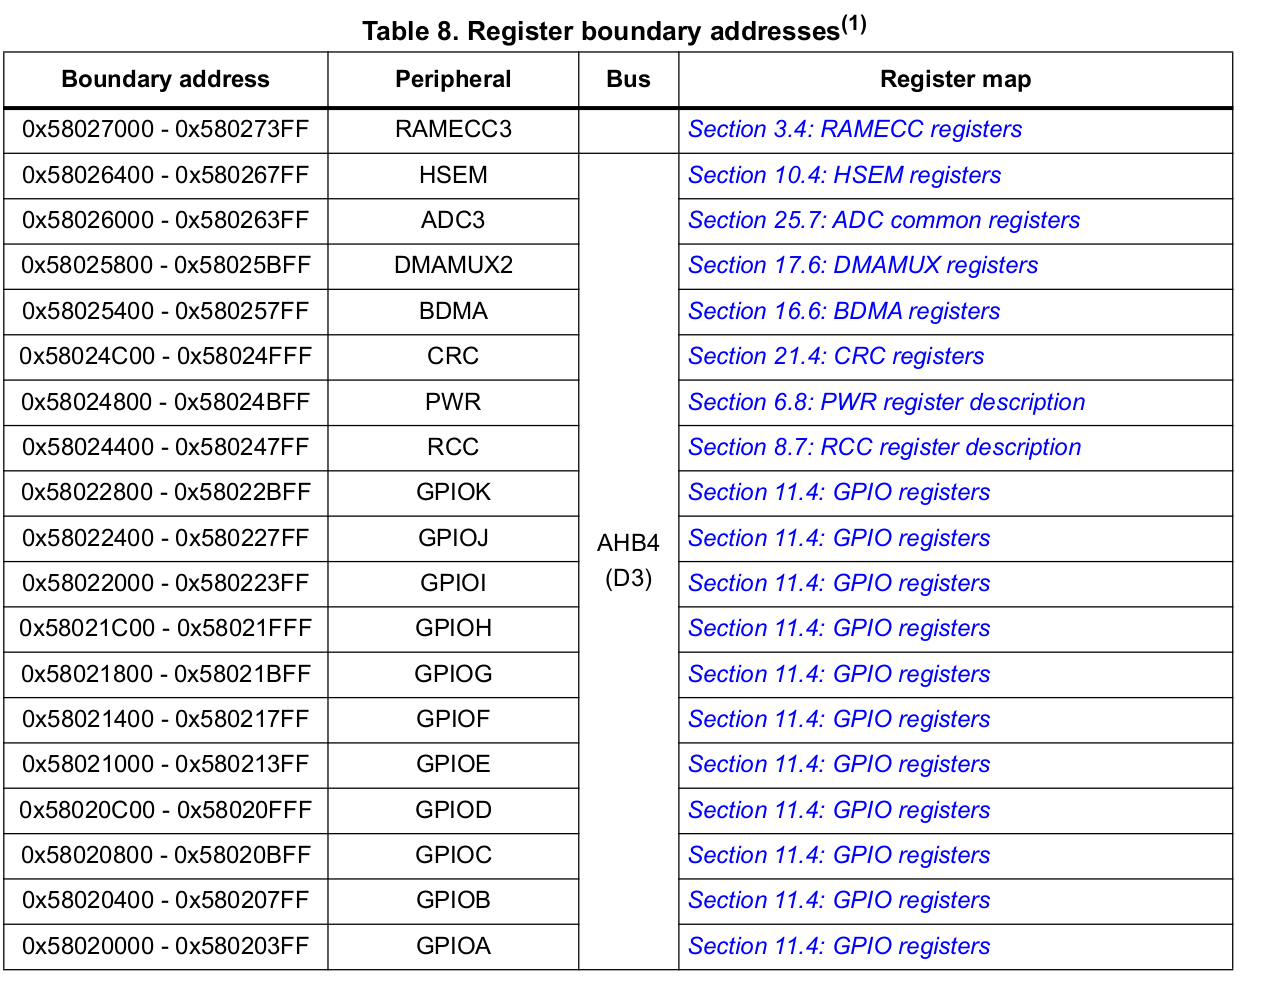 Table 8. Register boundary addresses(1)
Boundary address Peripheral Bus Register map
0x58027000 - 0x580273FF RAMECC3 Section 3.4: RAMECC registers
0x58026400 - 0x580267FF HSEM Section 10.4: HSEM registers
0x58026000 - 0x580263FF ADC3 Section 25.7: ADC common registers
0x58025800 - 0x58025BFF DMAMUX2 Section 17.6: DMAMUX registers
0x58025400 - 0x580257FF BDMA Section 16.6: BDMA registers
0x58024C00 - 0x58024FFF CRC Section 21.4: CRC registers
0x58024800 - 0x58024BFF PWR Section 6.8: PWR register description
0x58024400 - 0x580247FF RCC Section 8.7: RCC register description
0x58022800 - 0x58022BFF GPIOK Section 11.4: GPIO registers
0x58022400 - 0x580227FF GPIOJ Section 11.4: GPIO registers
AHB4
(D3)
0x58022000 - 0x580223FF GPIOI Section 11.4: GPIO registers
0x58021C00 - 0x58021FFF GPIOH Section 11.4: GPIO registers
0x58021800 - 0x58021BFF GPIOG Section 11.4: GPIO registers
0x58021400 - 0x580217FF GPIOF Section 11.4: GPIO registers
0x58021000 - 0x580213FF GPIOE Section 11.4: GPIO registers
0x58020C00 - 0x58020FFF GPIOD Section 11.4: GPIO registers
0x58020800 - 0x58020BFF GPIOC Section 11.4: GPIO registers
0x58020400 - 0x580207FF GPIOB Section 11.4: GPIO registers
0x58020000 - 0x580203FF GPIOA Section 11.4: GPIO registers